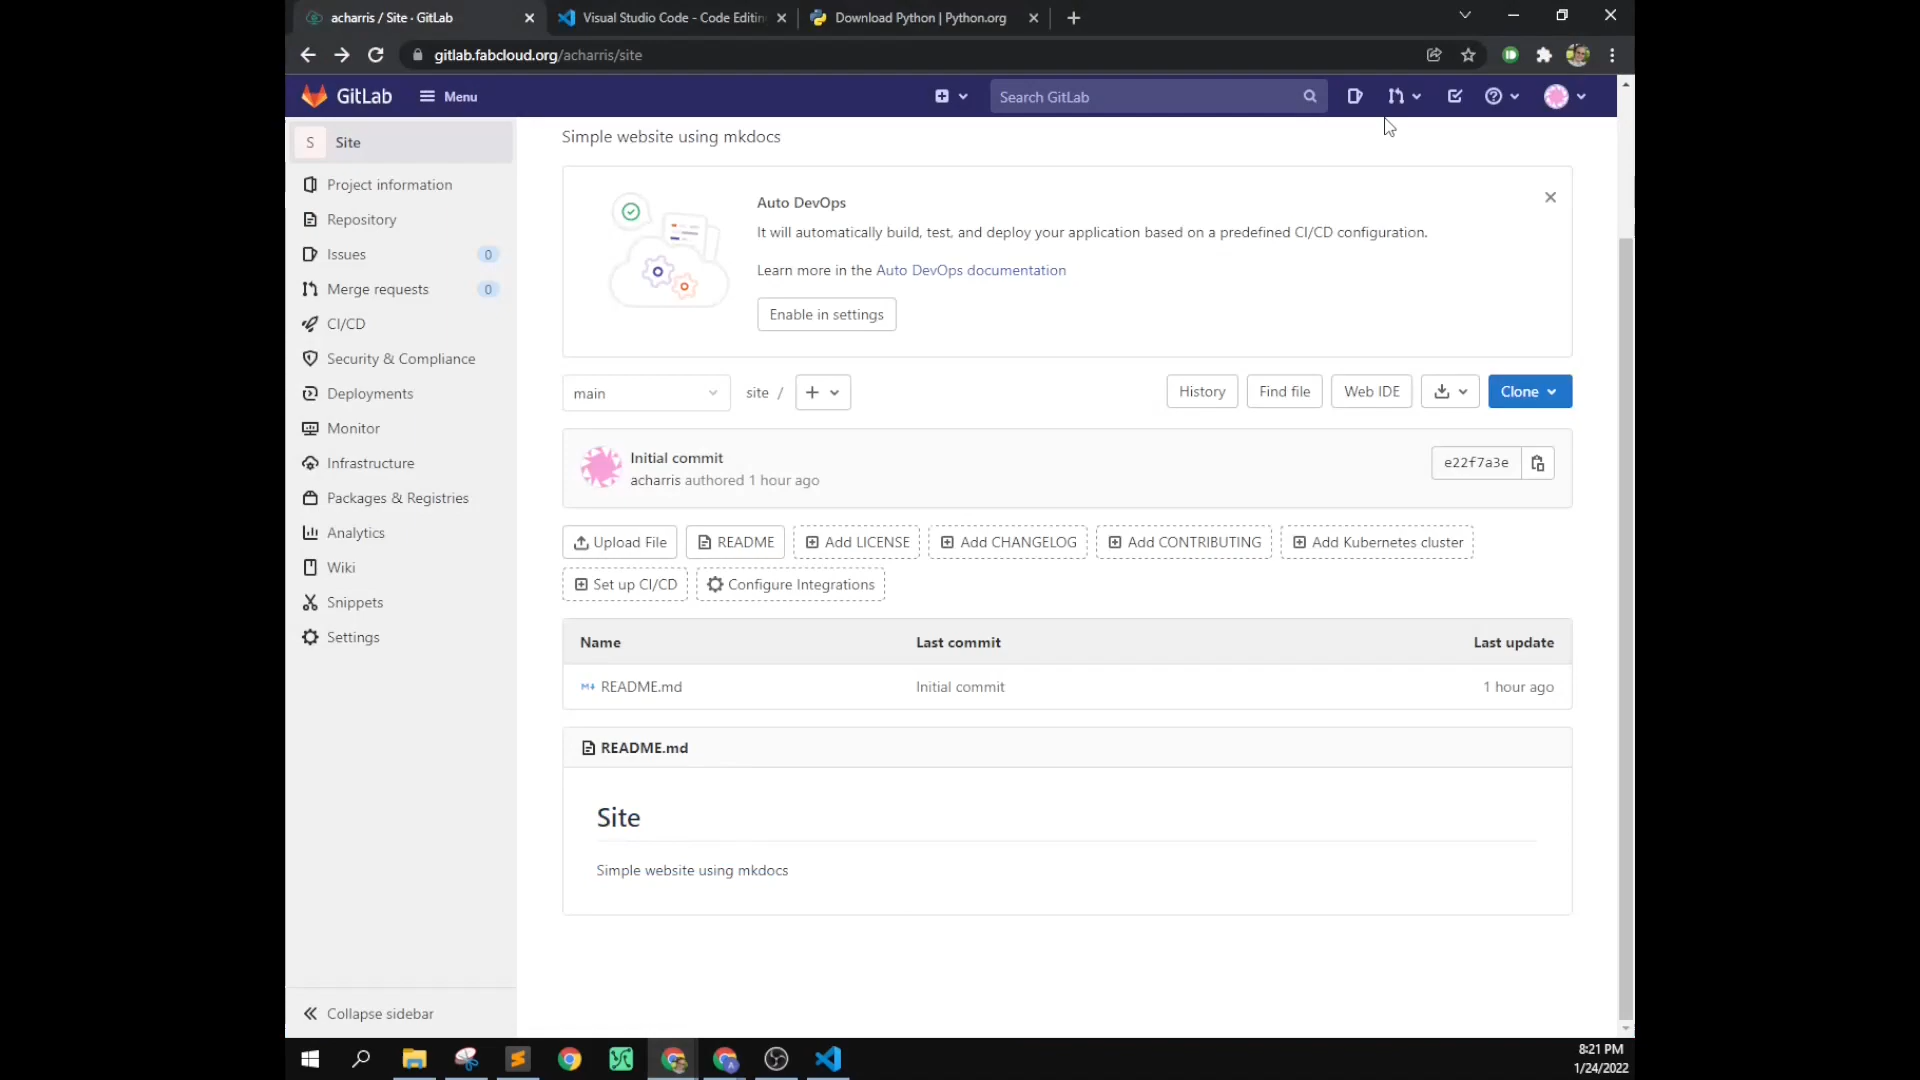 acharris / Site · GitLab
Visual Studio Code - Code Editin
Download Python | Python.org
gitlab.fabcloud.org/acharris/site
GitLab
Menu
Search GitLab
S
Site
Project information
Repository
Issues
0
Merge requests
0
CI/CD
Security & Compliance
Deployments
Monitor
Infrastructure
Packages & Registries
Analytics
Wiki
Snippets
Settings
Collapse sidebar
Simple website using mkdocs
Auto DevOps
It will automatically build, test, and deploy your application based on a predefined CI/CD configuration.
Learn more in the Auto DevOps documentation
Enable in settings
main
site /
History
Find file
Web IDE
Clone
Initial commit
acharris authored 1 hour ago
e22f7a3e
Upload File
README
Add LICENSE
Add CHANGELOG
Add CONTRIBUTING
Add Kubernetes cluster
Set up CI/CD
Configure Integrations
Name
Last commit
Last update
README.md
Initial commit
1 hour ago
README.md
Site
Simple website using mkdocs
8:21 PM
1/24/2022